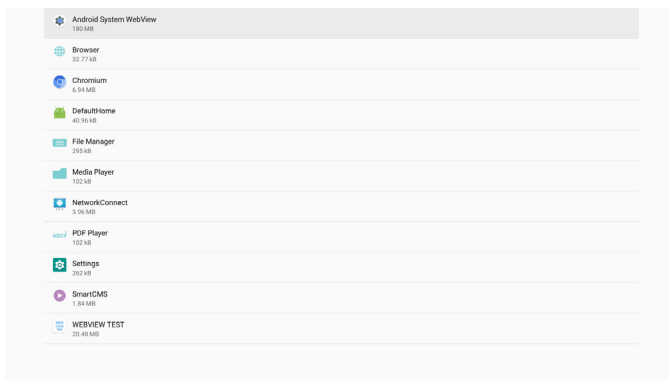 Android System WebView
180 MB
Browser
32.77 kB
Chromium
6.94 MB
DefaultHome
40.96 kB
File Manager
295 kB
Media Player
102 kB
NetworkConnect
3.96 MB
PDF Player
102 kB
Settings
262 kB
SmartCMS
1.84 MB
WEBVIEW TEST
20.48 MB